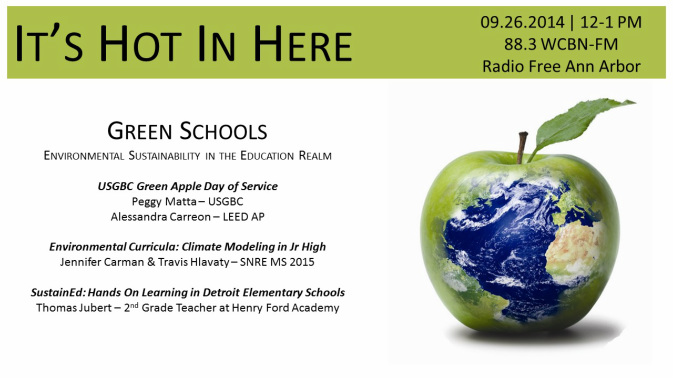 IT'S HOT IN HERE
09.26.2014 | 12-1 PM
88.3 WCBN-FM
Radio Free Ann Arbor
GREEN SCHOOLS
ENVIRONMENTAL SUSTAINABILITY IN THE EDUCATION REALM
USGBC Green Apple Day of Service
Peggy Matta – USGBC
Alessandra Carreon – LEED AP
Environmental Curricula: Climate Modeling in Jr High
Jennifer Carman & Travis Hlavaty – SNRE MS 2015
SustainEd: Hands On Learning in Detroit Elementary Schools
Thomas Jubert – 2nd Grade Teacher at Henry Ford Academy